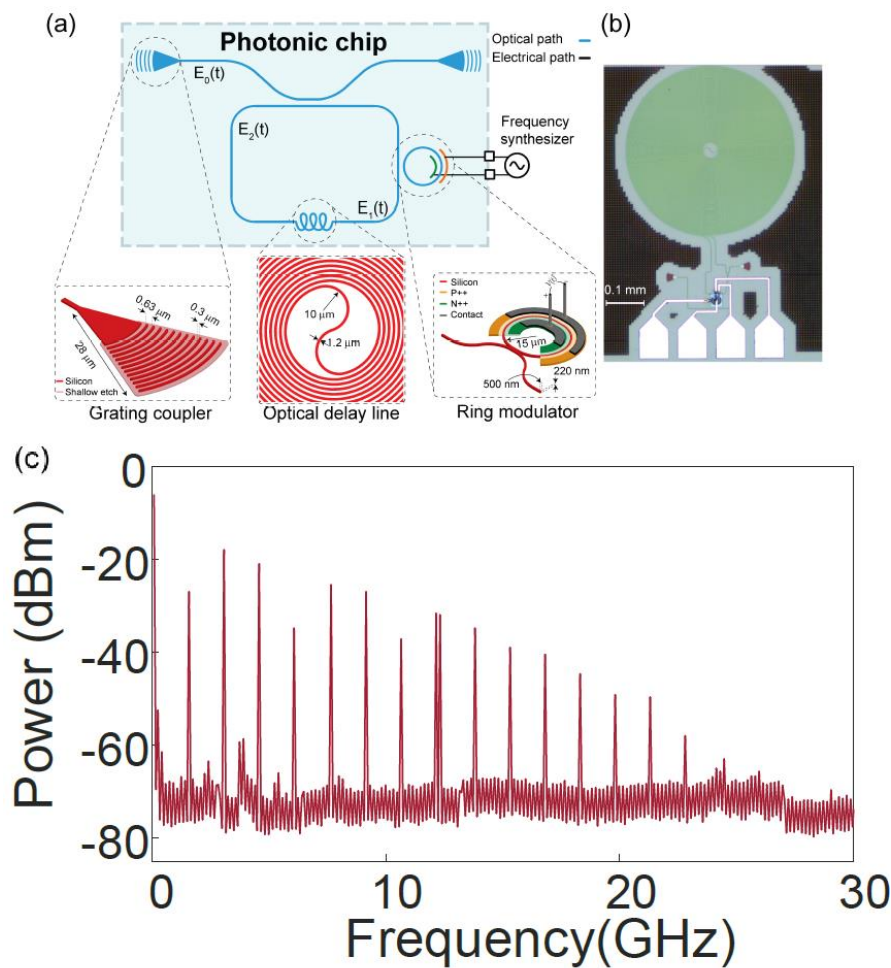 (a)
Photonic chip
Optical path
Electrical path
E0(t)
E2(t)
E1(t)
Frequency
synthesizer
0.63 μm
0.3 μm
28 μm
Silicon
Shallow etch
Grating coupler
10 μm
1.2 μm
Optical delay line
Silicon
P++
N++
Contact
15 μm
500 nm
220 nm
Ring modulator
(b)
0.1 mm
(c)
Power (dBm)
0
-20
-40
-60
-80
0
10
20
30
Frequency(GHz)